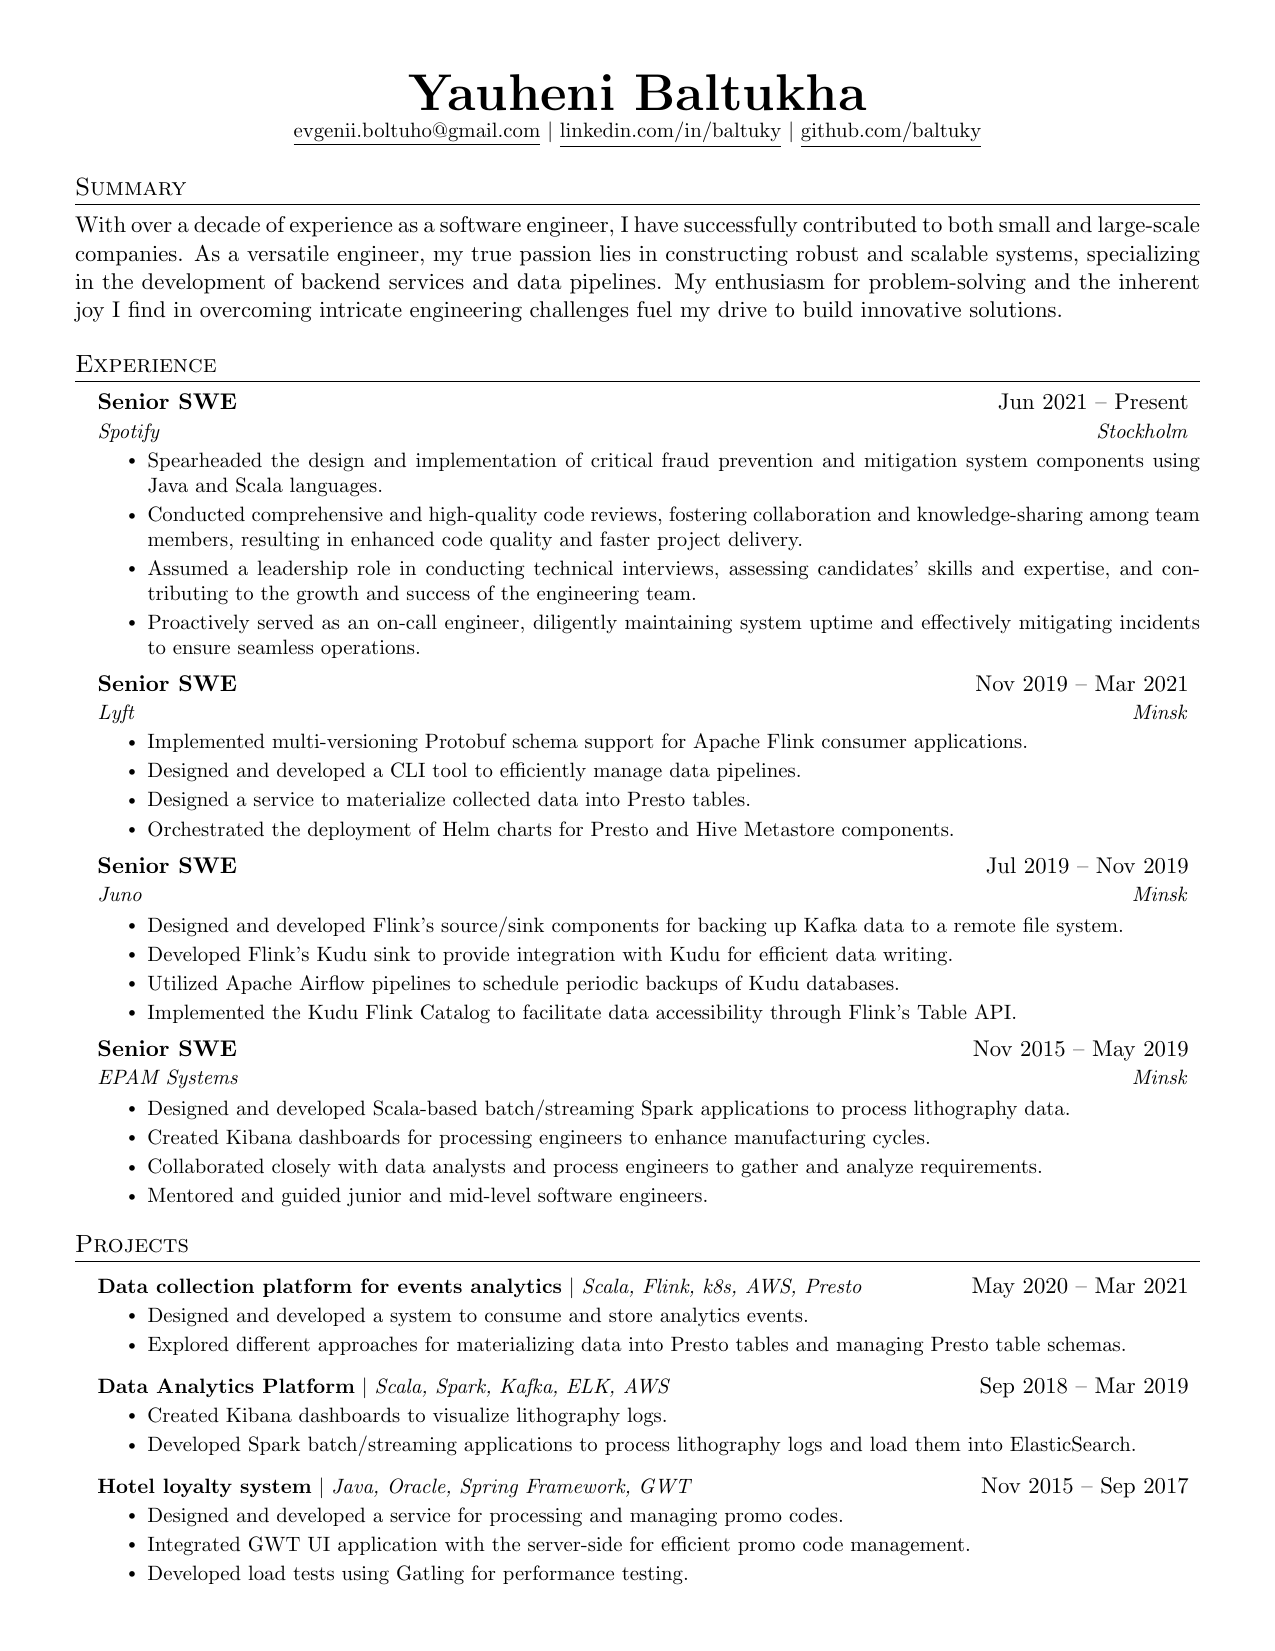 Yauheni Baltukha
evgenii.boltuho@gmail.com | linkedin.com/in/baltuky | github.com/baltuky
Summary
With over a decade of experience as a software engineer, I have successfully contributed to both small and large-scale
companies. As a versatile engineer, my true passion lies in constructing robust and scalable systems, specializing
in the development of backend services and data pipelines. My enthusiasm for problem-solving and the inherent
joy I find in overcoming intricate engineering challenges fuel my drive to build innovative solutions.
Experience
Senior SWE Jun 2021 – Present
Spotify Stockholm
• Spearheaded the design and implementation of critical fraud prevention and mitigation system components using
Java and Scala languages.
• Conducted comprehensive and high-quality code reviews, fostering collaboration and knowledge-sharing among team
members, resulting in enhanced code quality and faster project delivery.
• Assumed a leadership role in conducting technical interviews, assessing candidates' skills and expertise, and con-
tributing to the growth and success of the engineering team.
• Proactively served as an on-call engineer, diligently maintaining system uptime and effectively mitigating incidents
to ensure seamless operations.
Senior SWE Nov 2019 – Mar 2021
Lyft Minsk
• Implemented multi-versioning Protobuf schema support for Apache Flink consumer applications.
• Designed and developed a CLI tool to efficiently manage data pipelines.
• Designed a service to materialize collected data into Presto tables.
• Orchestrated the deployment of Helm charts for Presto and Hive Metastore components.
Senior SWE Jul 2019 – Nov 2019
Juno Minsk
• Designed and developed Flink's source/sink components for backing up Kafka data to a remote file system.
• Developed Flink's Kudu sink to provide integration with Kudu for efficient data writing.
• Utilized Apache Airflow pipelines to schedule periodic backups of Kudu databases.
• Implemented the Kudu Flink Catalog to facilitate data accessibility through Flink's Table API.
Senior SWE Nov 2015 – May 2019
EPAM Systems Minsk
• Designed and developed Scala-based batch/streaming Spark applications to process lithography data.
• Created Kibana dashboards for processing engineers to enhance manufacturing cycles.
• Collaborated closely with data analysts and process engineers to gather and analyze requirements.
• Mentored and guided junior and mid-level software engineers.
Projects
Data collection platform for events analytics | Scala, Flink, k8s, AWS, Presto May 2020 – Mar 2021
• Designed and developed a system to consume and store analytics events.
• Explored different approaches for materializing data into Presto tables and managing Presto table schemas.
Data Analytics Platform | Scala, Spark, Kafka, ELK, AWS Sep 2018 – Mar 2019
• Created Kibana dashboards to visualize lithography logs.
• Developed Spark batch/streaming applications to process lithography logs and load them into ElasticSearch.
Hotel loyalty system | Java, Oracle, Spring Framework, GWT Nov 2015 – Sep 2017
• Designed and developed a service for processing and managing promo codes.
• Integrated GWT UI application with the server-side for efficient promo code management.
• Developed load tests using Gatling for performance testing.